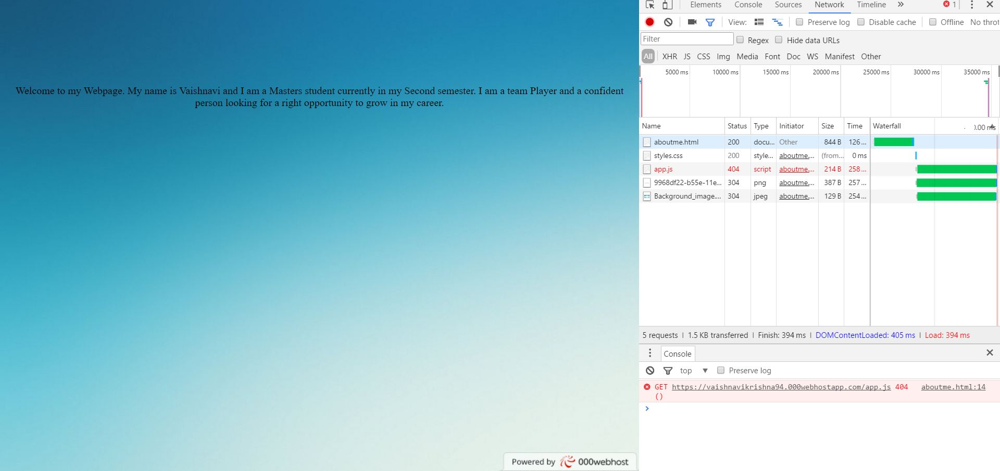 Welcome to my Webpage. My name is Vaishnavi and I am a Masters student currently in my Second semester. I am a team Player and a confident
person looking for a right opportunity to grow in my career.
Powered by 000webhost
Elements Console Sources Network Timeline 1
View: Preserve log Disable cache Offline No throt
Filter Regex Hide data URLs
All XHR JS CSS Img Media Font Doc WS Manifest Other
5000 ms 10000 ms 15000 ms 20000 ms 25000 ms 30000 ms 35000 ms
Name Status Type Initiator Size Time Waterfall .00 ms
aboutme.html 200 docu... Other 844 B 126...
styles.css 200 style... aboutme.... (from... 0 ms
app.js 404 script aboutme.... 214 B 258...
9968df22-b55e-11e... 304 png aboutme.... 387 B 257...
Background_image.... 304 jpeg aboutme.... 129 B 254...
5 requests | 1.5 KB transferred | Finish: 394 ms | DOMContentLoaded: 405 ms | Load: 394 ms
Console
top Preserve log
GET https://vaishnavikrishna94.000webhostapp.com/app.js 404 aboutme.html:14
()